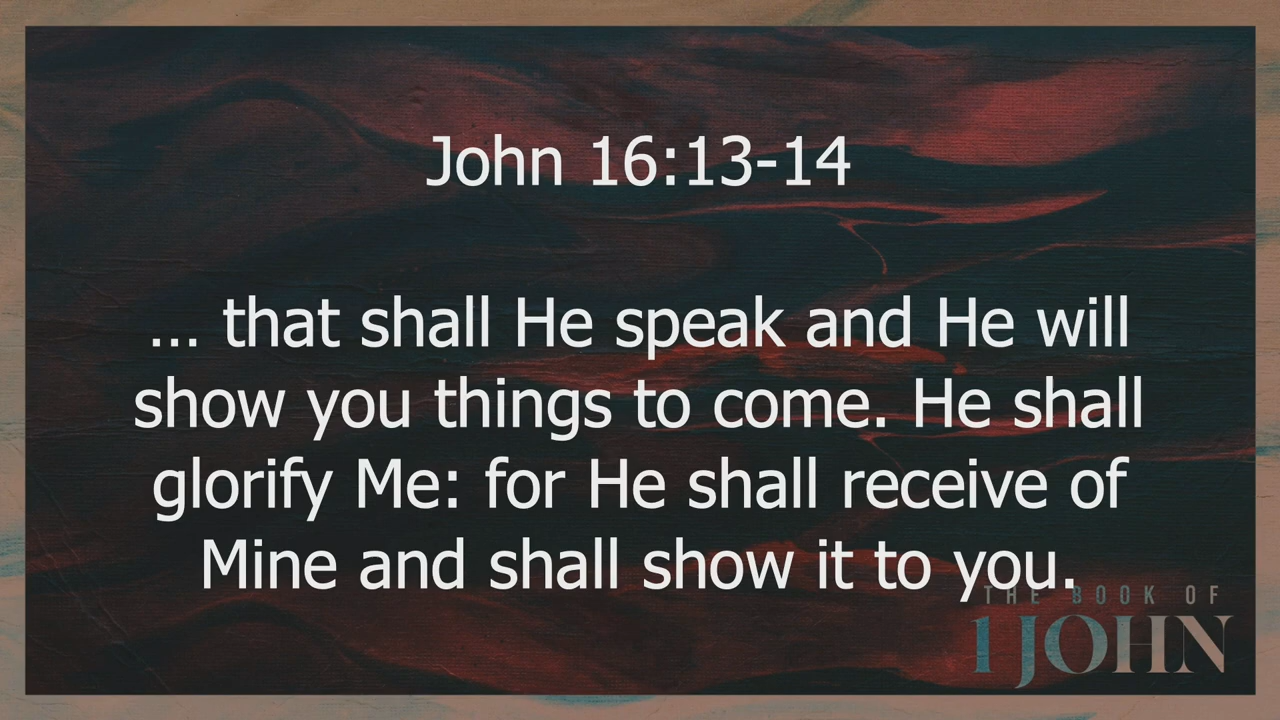 John 16:13-14
... that shall He speak and He will
show you things to come. He shall
glorify Me: for He shall receive of
Mine and shall show it to you.
THE BOOK OF
1 JOHN